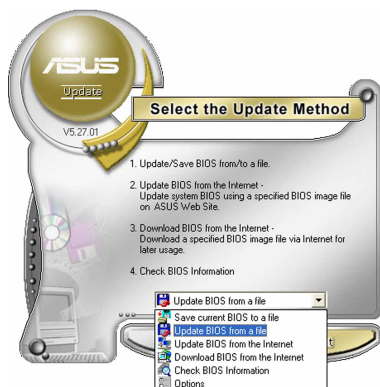 ASUS
Update
V5.27.01
Select the Update Method
1. Update/Save BIOS from/to a file.
2. Update BIOS from the Internet -
Update system BIOS using a specified BIOS image file
on ASUS Web Site.
3. Download BIOS from the Internet -
Download a specified BIOS image file via Internet for
later usage.
4. Check BIOS Information
Update BIOS from a file
Save current BIOS to a file
Update BIOS from a file
Update BIOS from the Internet
Download BIOS from the Internet
Check BIOS Information
Options